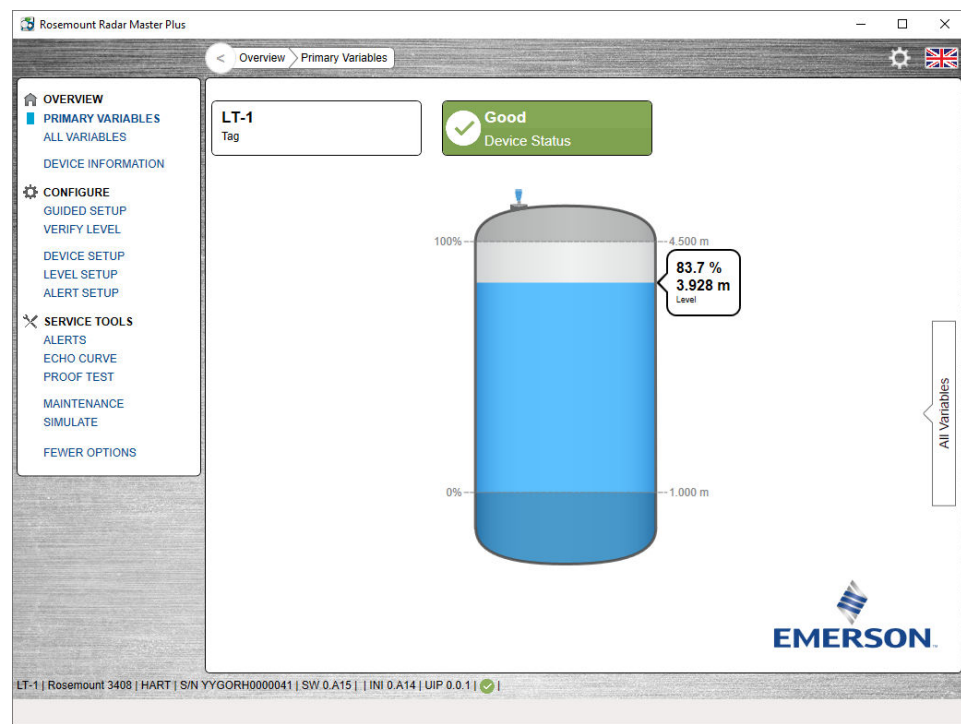 Rosemount Radar Master Plus
< Overview Primary Variables
OVERVIEW
PRIMARY VARIABLES
ALL VARIABLES
DEVICE INFORMATION
CONFIGURE
GUIDED SETUP
VERIFY LEVEL
DEVICE SETUP
LEVEL SETUP
ALERT SETUP
SERVICE TOOLS
ALERTS
ECHO CURVE
PROOF TEST
MAINTENANCE
SIMULATE
FEWER OPTIONS
LT-1
Tag
Good
Device Status
100%
4.500 m
83.7 %
3.928 m
Level
0%
1.000 m
All Variables
EMERSON
LT-1 | Rosemount 3408 | HART | S/N YYGORH0000041 | SW 0.A15 | | INI 0.A14 | UIP 0.0.1 | |